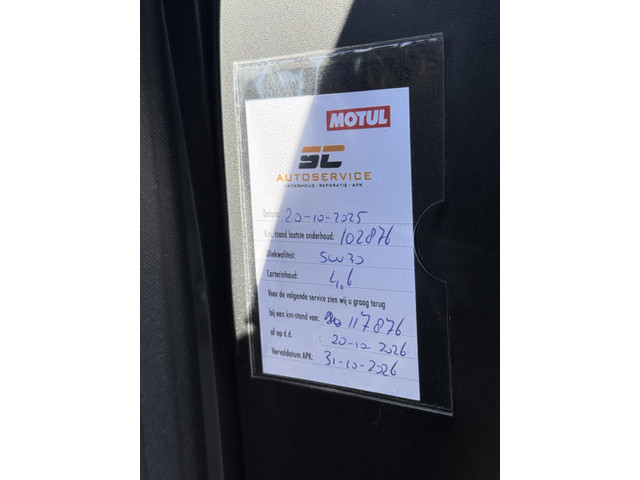 MOTUL
SC
AUTOSERVICE
ONDERHOUD · REPARATIE · APK
Datum: 20-10-2025
Km. stand laatste onderhoud: 102876
Oliekwaliteit: 5W30
Carterinhoud: 4,6
Voor de volgende service zien wij u graag terug
bij een km-stand van: 117876
of op d.d. 20-10-2026
Vervaldatum APK: 31-10-2026